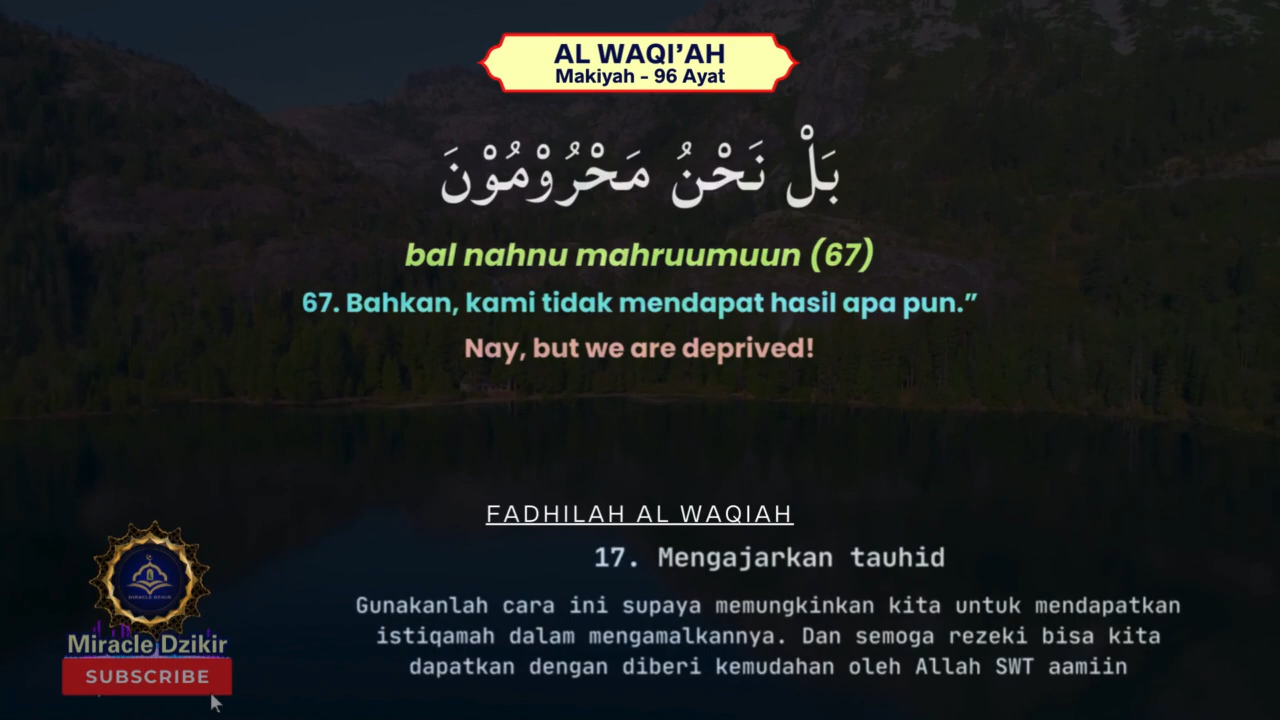 AL WAQI’AH
Makiyah - 96 Ayat
بَلْ نَحْنُ مَحْرُوْمُوْنَ
bal nahnu mahruumuun (67)
67. Bahkan, kami tidak mendapat hasil apa pun.”
Nay, but we are deprived!
FADHILAH AL WAQIAH
17. Mengajarkan tauhid
Gunakanlah cara ini supaya memungkinkan kita untuk mendapatkan
istiqamah dalam mengamalkannya. Dan semoga rezeki bisa kita
dapatkan dengan diberi kemudahan oleh Allah SWT aamiin
MIRACLE DZIKIR
Miracle Dzikir
SUBSCRIBE